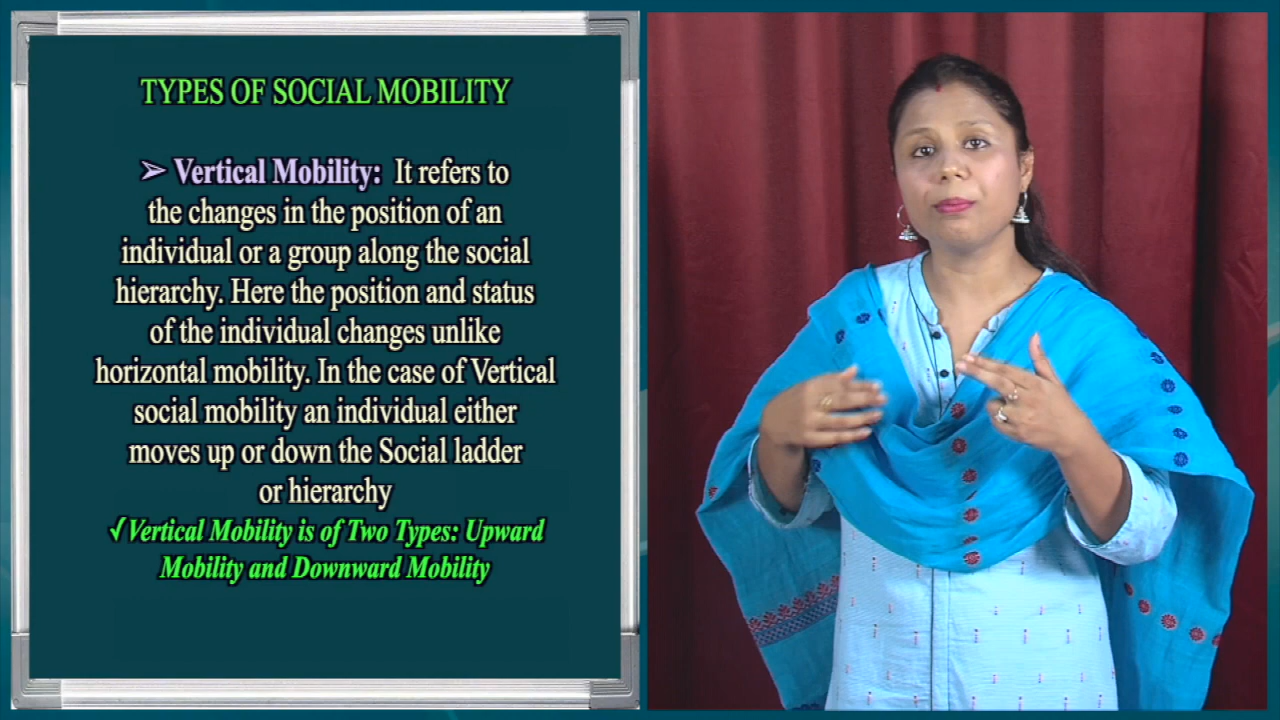 TYPES OF SOCIAL MOBILITY
➢ Vertical Mobility: It refers to
the changes in the position of an
individual or a group along the social
hierarchy. Here the position and status
of the individual changes unlike
horizontal mobility. In the case of Vertical
social mobility an individual either
moves up or down the Social ladder
or hierarchy
√Vertical Mobility is of Two Types: Upward
Mobility and Downward Mobility